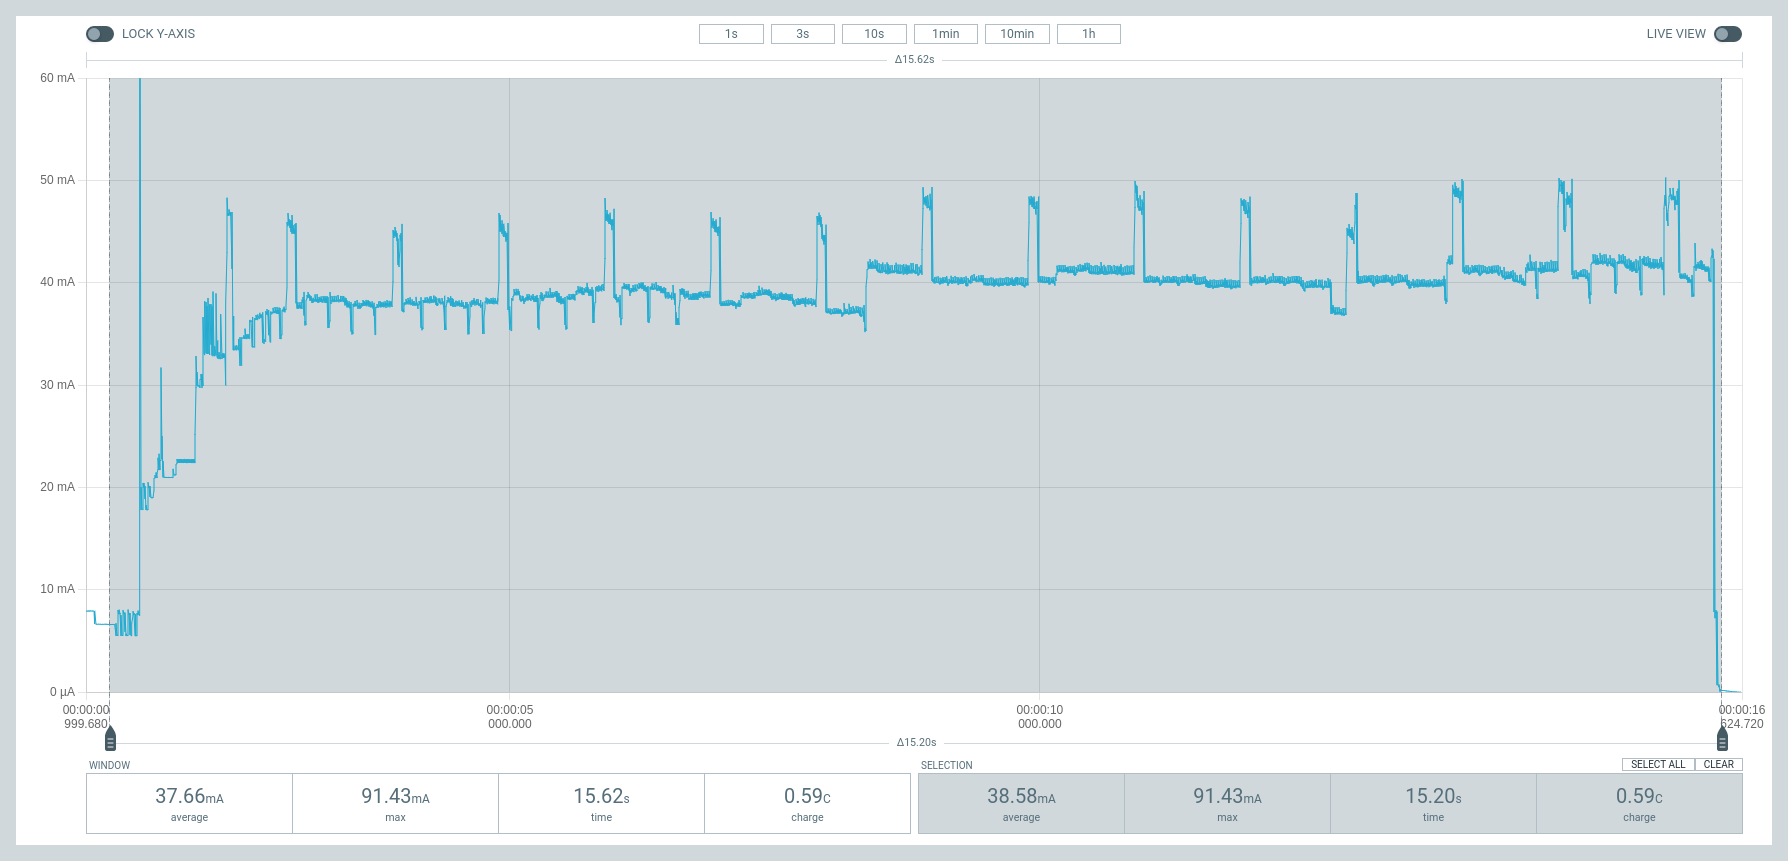 LOCK Y-AXIS 1s 3s 10s 1min 10min 1h LIVE VIEW
Δ15.62s
60 mA
50 mA
40 mA
30 mA
20 mA
10 mA
0 µA
00:00:00 00:00:05 00:00:10 00:00:16
999.680 000.000 000.000 624.720
Δ15.20s
WINDOW SELECTION SELECT ALL CLEAR
37.66mA 91.43mA 15.62s 0.59C 38.58mA 91.43mA 15.20s 0.59C
average max time charge average max time charge